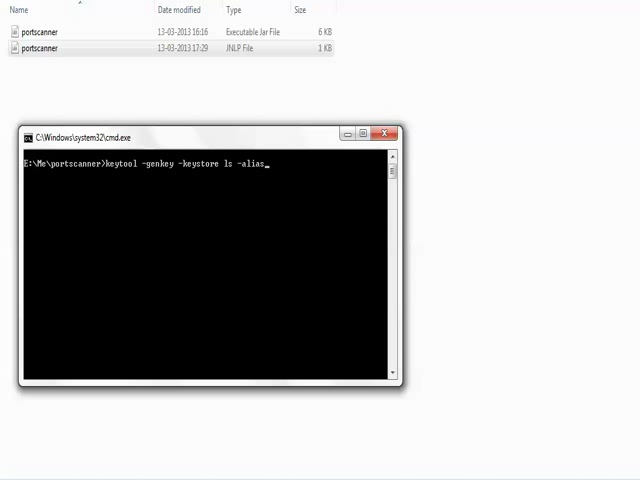 Name Date modified Type Size
portscanner 13-03-2013 16:16 Executable Jar File 6 KB
portscanner 13-03-2013 17:29 JNLP File 1 KB
C:\Windows\system32\cmd.exe
E:\Me\portscanner>keytool -genkey -keystore ls -alias_